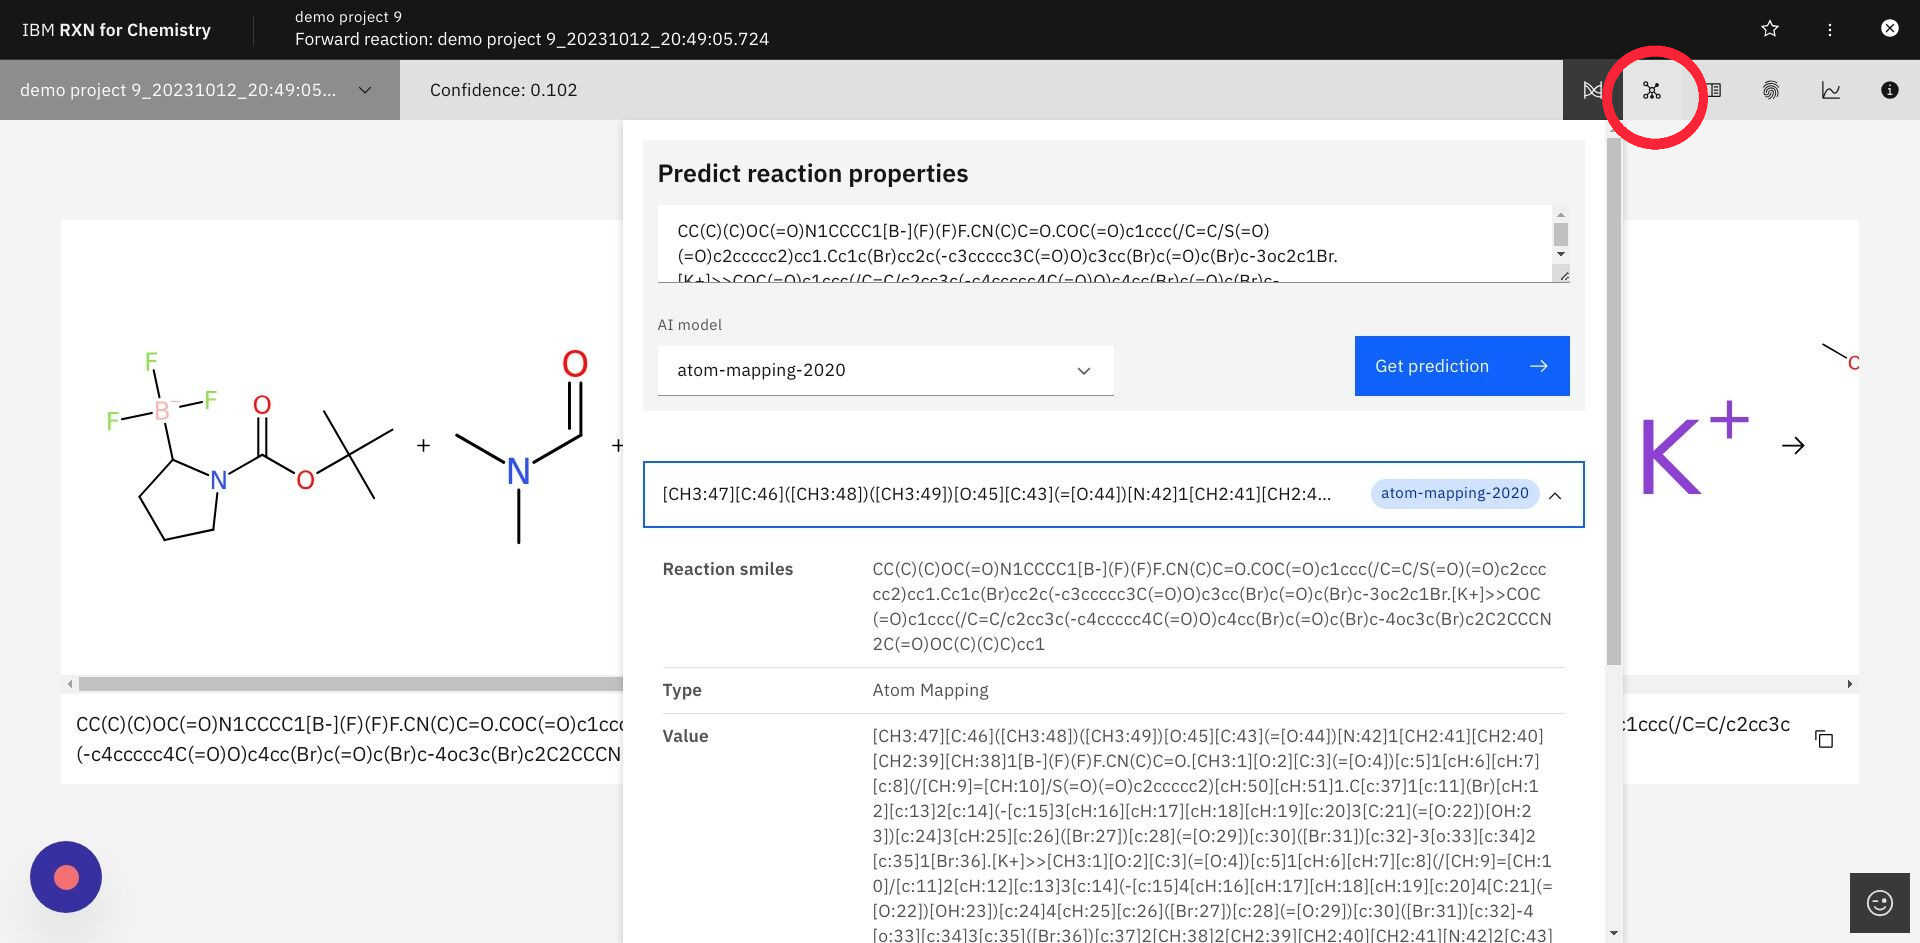 IBM RXN for Chemistry
demo project 9
Forward reaction: demo project 9_20231012_20:49:05.724
demo project 9_20231012_20:49:05...
Confidence: 0.102
Predict reaction properties
CC(C)(C)OC(=O)N1CCCC1[B-](F)(F)F.CN(C)C=O.COC(=O)c1ccc(/C=C/S(=O)
(=O)c2ccccc2)cc1.Cc1c(Br)cc2c(-c3ccccc3C(=O)O)c3cc(Br)c(=O)c(Br)c-3oc2c1Br.
[K+]>>COC(=O)c1ccc(/C=C/c2cc3c(-c4ccccc4C(=O)O)c4cc(Br)c(=O)c(Br)c-
AI model
atom-mapping-2020
Get prediction
F
F
B−
F
N
O
O
+
O
N
+
K+
O
[CH3:47][C:46]([CH3:48])([CH3:49])[O:45][C:43](=[O:44])[N:42]1[CH2:41][CH2:4...
atom-mapping-2020
Reaction smiles
CC(C)(C)OC(=O)N1CCCC1[B-](F)(F)F.CN(C)C=O.COC(=O)c1ccc(/C=C/S(=O)(=O)c2ccc
cc2)cc1.Cc1c(Br)cc2c(-c3ccccc3C(=O)O)c3cc(Br)c(=O)c(Br)c-3oc2c1Br.[K+]>>COC
(=O)c1ccc(/C=C/c2cc3c(-c4ccccc4C(=O)O)c4cc(Br)c(=O)c(Br)c-4oc3c(Br)c2C2CCCN
2C(=O)OC(C)(C)C)cc1
Type
Atom Mapping
Value
[CH3:47][C:46]([CH3:48])([CH3:49])[O:45][C:43](=[O:44])[N:42]1[CH2:41][CH2:40]
[CH2:39][CH:38]1[B-](F)(F)F.CN(C)C=O.[CH3:1][O:2][C:3](=[O:4])[c:5]1[cH:6][cH:7]
[c:8](/[CH:9]=[CH:10]/S(=O)(=O)c2ccccc2)[cH:50][cH:51]1.C[c:37]1[c:11](Br)[cH:1
2][c:13]2[c:14](-[c:15]3[cH:16][cH:17][cH:18][cH:19][c:20]3[C:21](=[O:22])[OH:2
3])[c:24]3[cH:25][c:26]([Br:27])[c:28](=[O:29])[c:30]([Br:31])[c:32]-3[o:33][c:34]2
[c:35]1[Br:36].[K+]>>[CH3:1][O:2][C:3](=[O:4])[c:5]1[cH:6][cH:7][c:8](/[CH:9]=[CH:1
0]/[c:11]2[cH:12][c:13]3[c:14](-[c:15]4[cH:16][cH:17][cH:18][cH:19][c:20]4[C:21](=
[O:22])[OH:23])[c:24]4[cH:25][c:26]([Br:27])[c:28](=[O:29])[c:30]([Br:31])[c:32]-4
[o:33][c:34]3[c:35]([Br:36])[c:37]2[CH:38]2[CH2:39][CH2:40][CH2:41][N:42]2[C:43]
CC(C)(C)OC(=O)N1CCCC1[B-](F)(F)F.CN(C)C=O.COC(=O)c1ccc
:1ccc(/C=C/c2cc3c
(-c4ccccc4C(=O)O)c4cc(Br)c(=O)c(Br)c-4oc3c(Br)c2C2CCCN